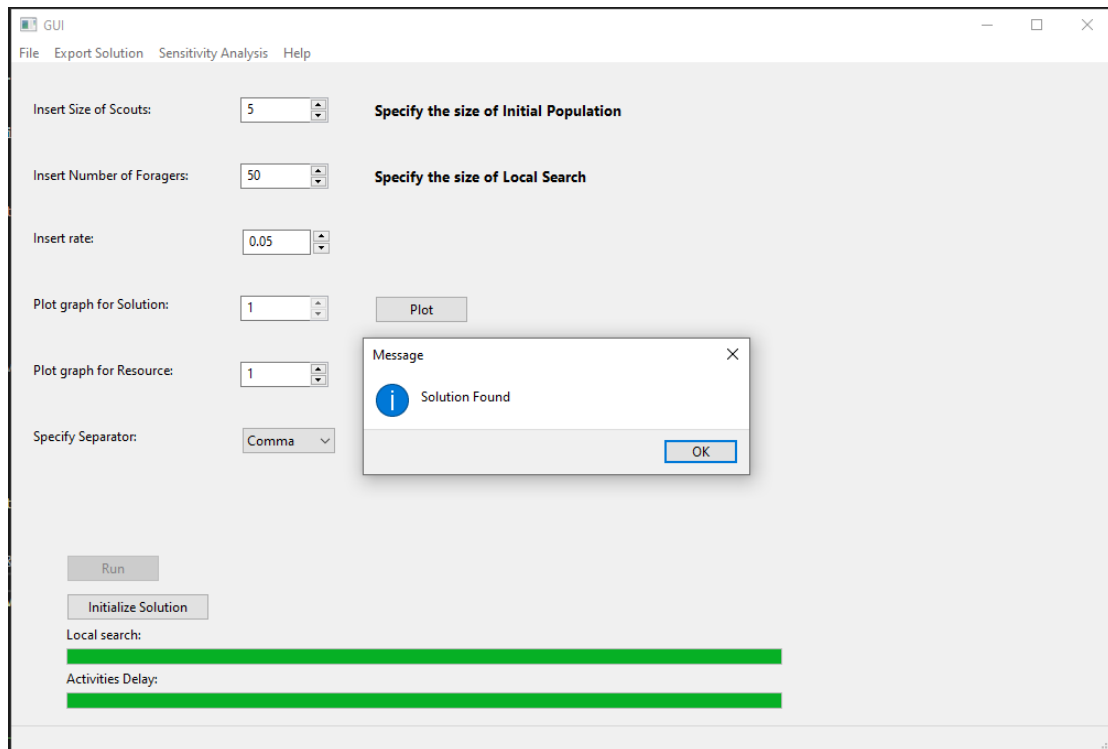 GUI
File Export Solution Sensitivity Analysis Help
Insert Size of Scouts: 5 Specify the size of Initial Population
Insert Number of Foragers: 50 Specify the size of Local Search
Insert rate: 0.05
Plot graph for Solution: 1 Plot
Message
Plot graph for Resource: 1
Solution Found
Specify Separator: Comma
OK
Run
Initialize Solution
Local search:
Activities Delay: